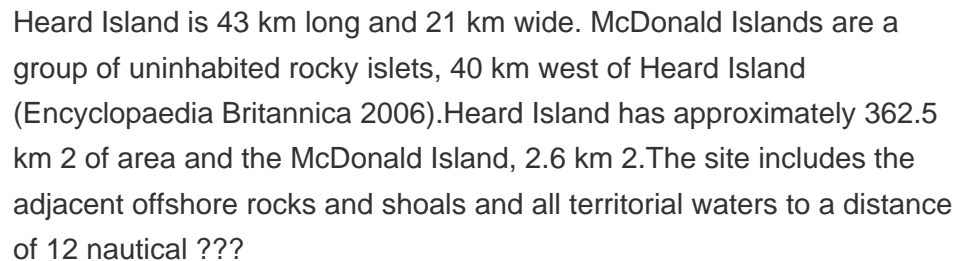 Heard Island is 43 km long and 21 km wide. McDonald Islands are a
group of uninhabited rocky islets, 40 km west of Heard Island
(Encyclopaedia Britannica 2006).Heard Island has approximately 362.5
km 2 of area and the McDonald Island, 2.6 km 2.The site includes the
adjacent offshore rocks and shoals and all territorial waters to a distance
of 12 nautical ???